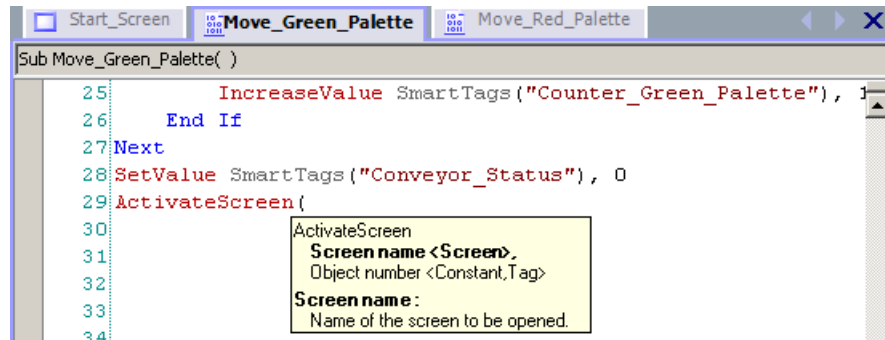 Start_Screen Move_Green_Palette Move_Red_Palette
Sub Move_Green_Palette( )
25 IncreaseValue SmartTags("Counter_Green_Palette"), 1
26 End If
27 Next
28 SetValue SmartTags("Conveyor_Status"), 0
29 ActivateScreen(
30 ActivateScreen
31 Screen name <Screen>,
Object number <Constant,Tag>
32
33 Screen name:
Name of the screen to be opened.
34